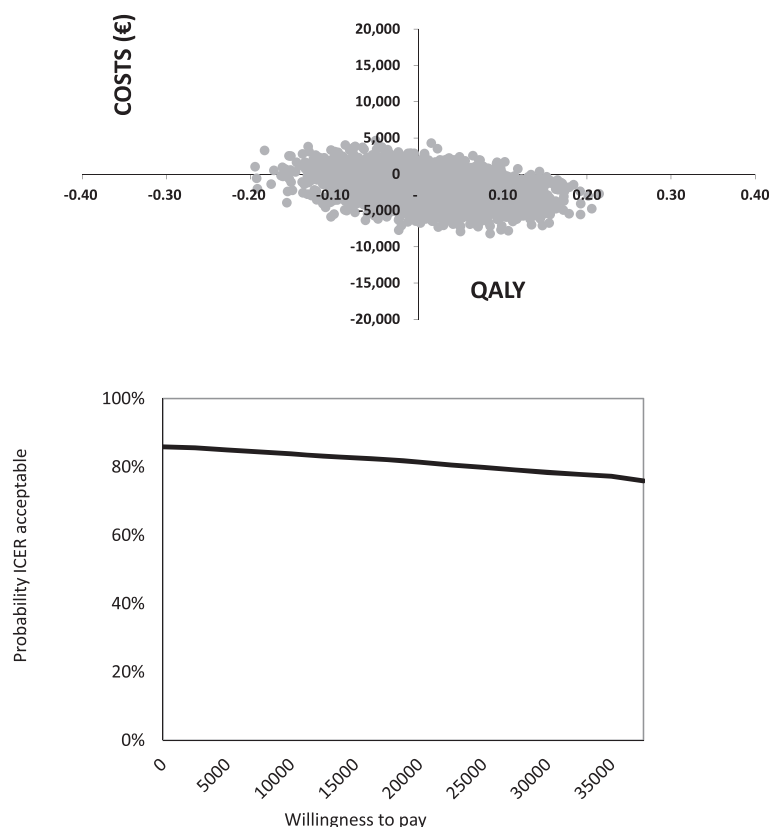 COSTS (€)
20,000
15,000
10,000
5,000
0
-0.40 -0.30 -0.20 -0.10 - 0.10 0.20 0.30 0.40
-5,000
-10,000
-15,000
QALY
-20,000
100%
80%
60%
40%
20%
0%
Probability ICER acceptable
0 5000 10000 15000 20000 25000 30000 35000
Willingness to pay